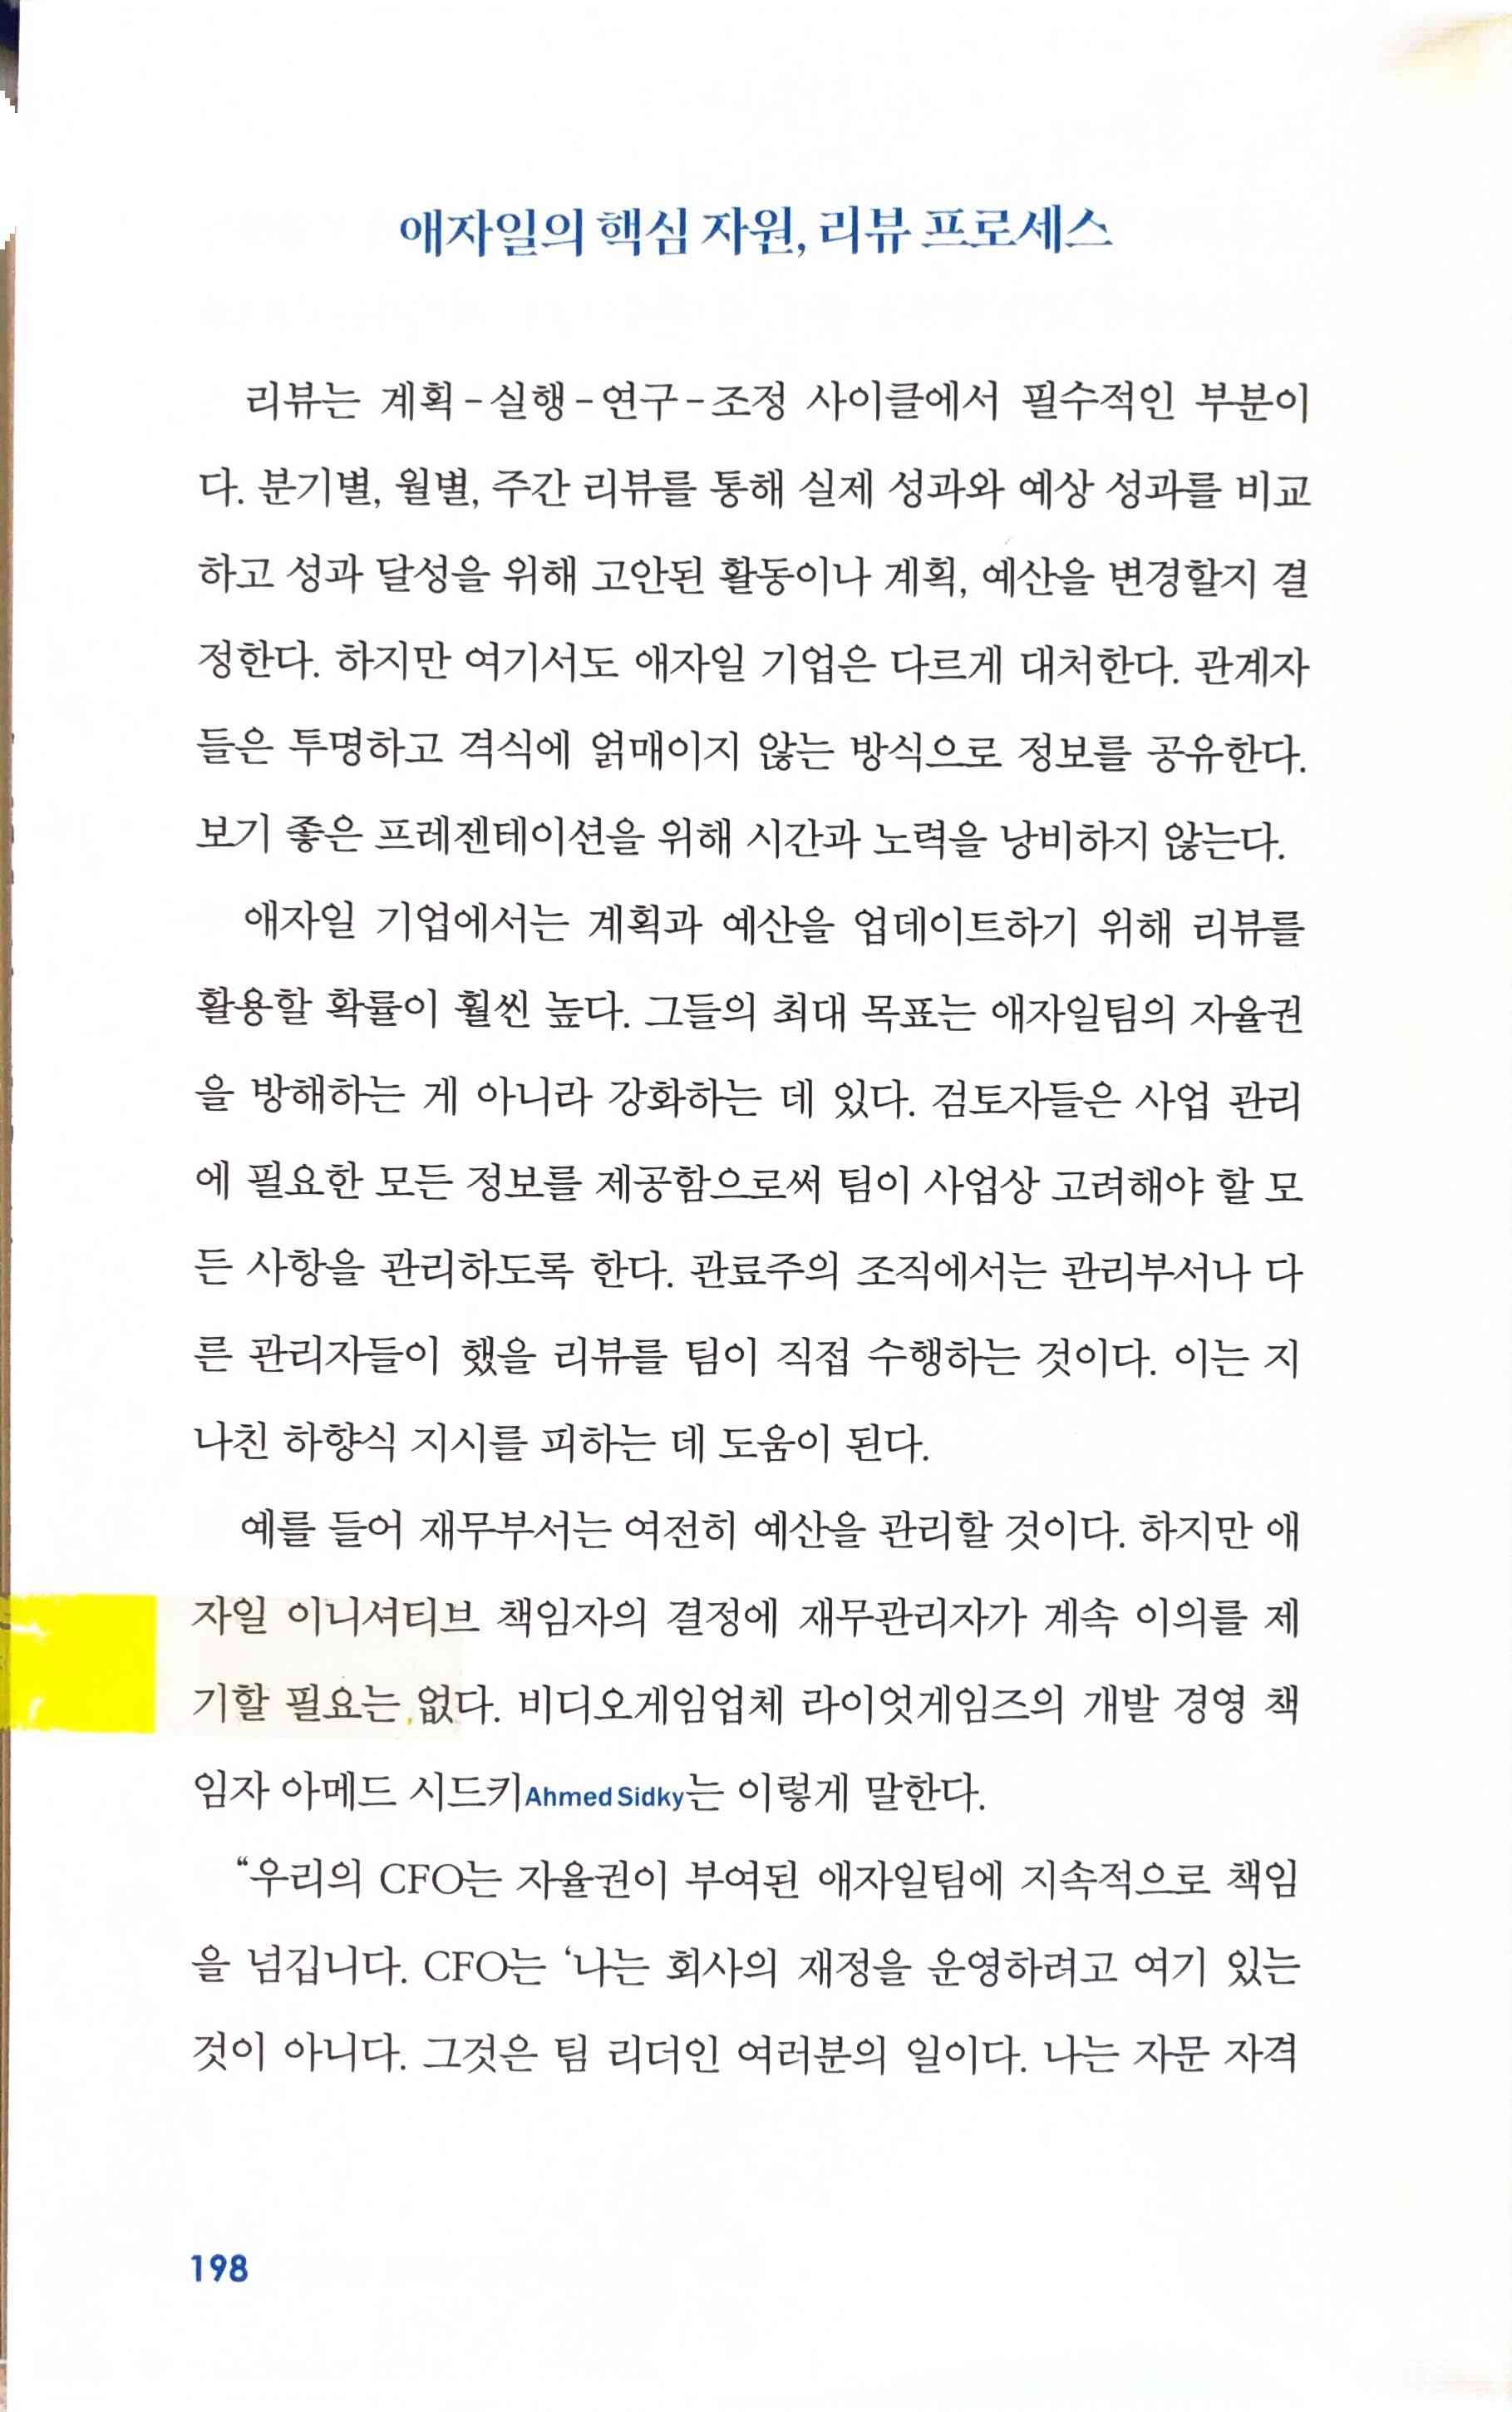 애자일의 핵심 자원, 리뷰 프로세스
리뷰는 계획-실행-연구-조정 사이클에서 필수적인 부분이
다. 분기별, 월별, 주간 리뷰를 통해 실제 성과와 예상 성과를 비교
하고 성과 달성을 위해 고안된 활동이나 계획, 예산을 변경할지 결
정한다. 하지만 여기서도 애자일 기업은 다르게 대처한다. 관계자
들은 투명하고 격식에 얽매이지 않는 방식으로 정보를 공유한다.
보기 좋은 프레젠테이션을 위해 시간과 노력을 낭비하지 않는다.
애자일 기업에서는 계획과 예산을 업데이트하기 위해 리뷰를
활용할 확률이 훨씬 높다. 그들의 최대 목표는 애자일팀의 자율권
을 방해하는 게 아니라 강화하는 데 있다. 검토자들은 사업 관리
에 필요한 모든 정보를 제공함으로써 팀이 사업상 고려해야 할 모
든 사항을 관리하도록 한다. 관료주의 조직에서는 관리부서나 다
른 관리자들이 했을 리뷰를 팀이 직접 수행하는 것이다. 이는 지
나친 하향식 지시를 피하는 데 도움이 된다.
예를 들어 재무부서는 여전히 예산을 관리할 것이다. 하지만 애
자일 이니셔티브 책임자의 결정에 재무관리자가 계속 이의를 제
기할 필요는 없다. 비디오게임업체 라이엇게임즈의 개발 경영 책
임자 아메드 시드키Ahmed Sidky는 이렇게 말한다.
“우리의 CFO는 자율권이 부여된 애자일팀에 지속적으로 책임
을 넘깁니다. CFO는 ‘나는 회사의 재정을 운영하려고 여기 있는
것이 아니다. 그것은 팀 리더인 여러분의 일이다. 나는 자문 자격
198